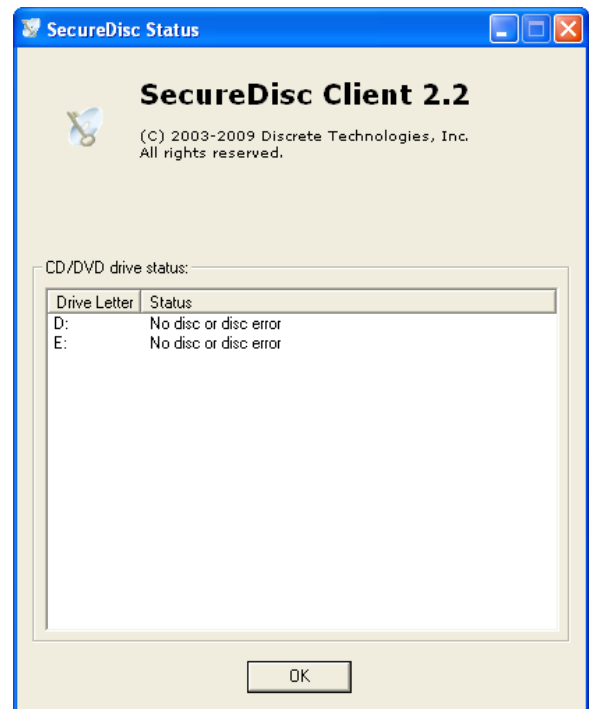 SecureDisc Status
SecureDisc Client 2.2
(C) 2003-2009 Discrete Technologies, Inc.
All rights reserved.
CD/DVD drive status:
Drive Letter Status
D: No disc or disc error
E: No disc or disc error
OK